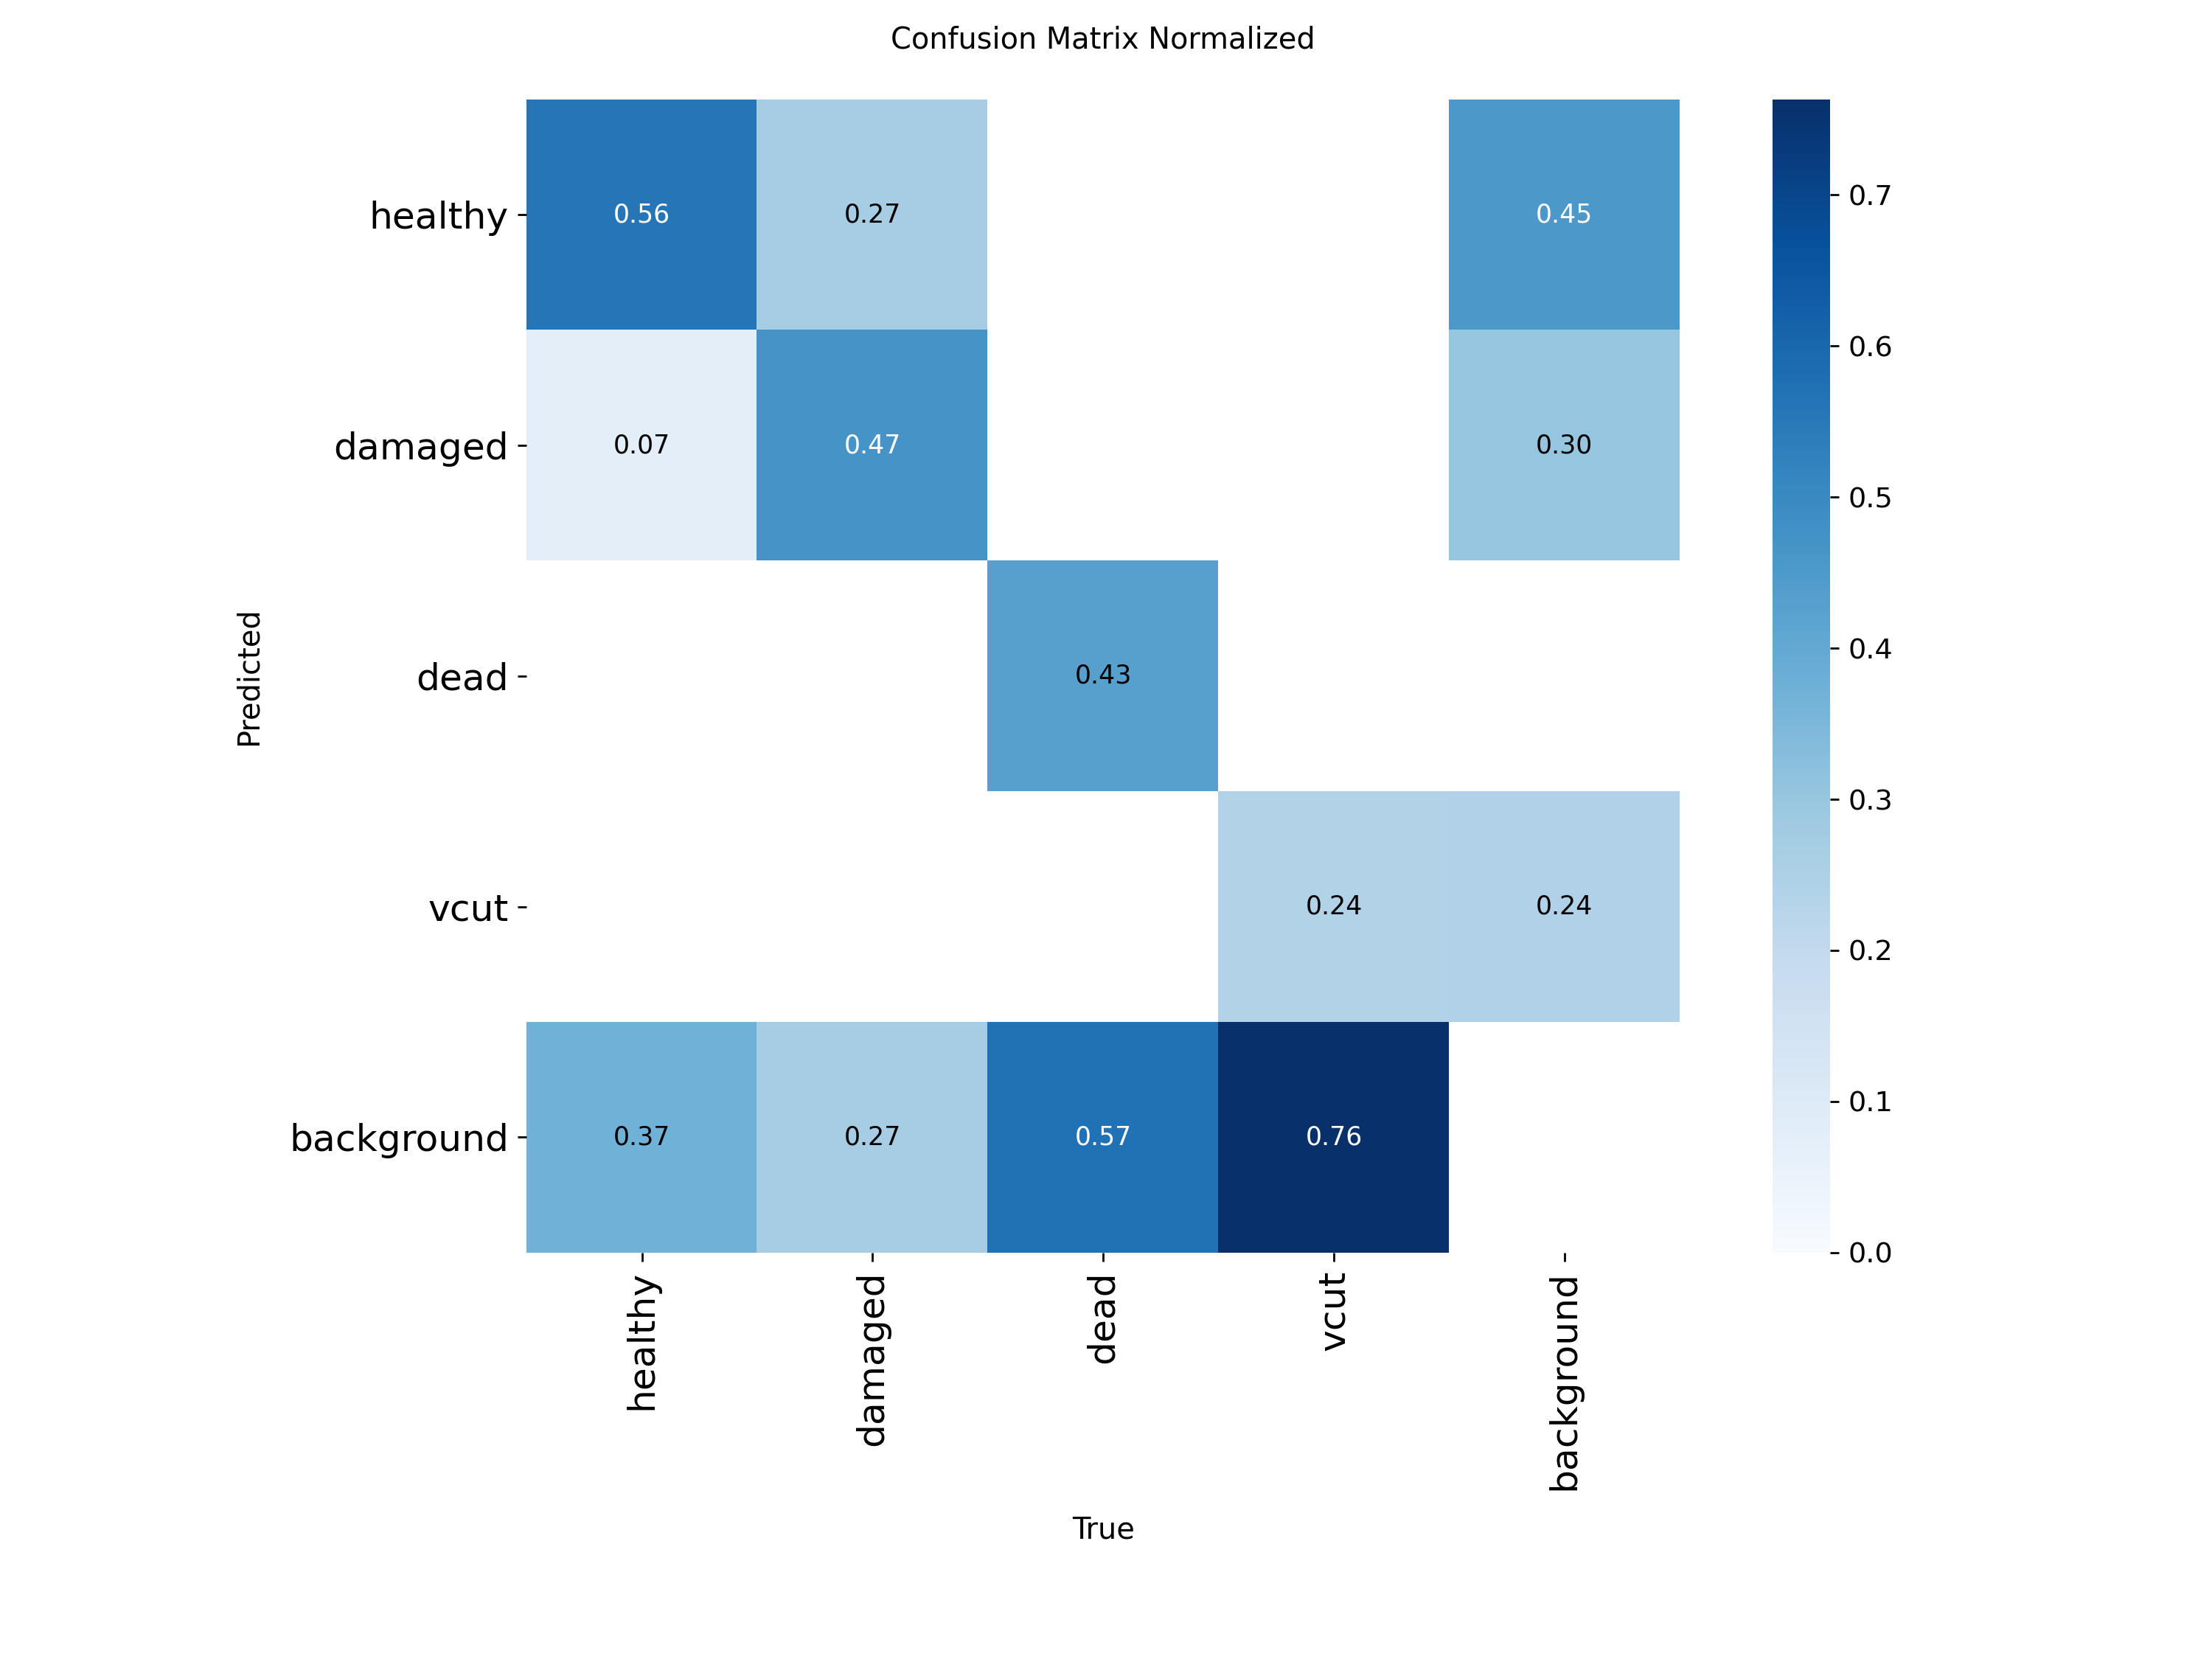 Confusion Matrix Normalized
healthy
0.56
0.27
0.45
damaged
0.07
0.47
0.30
dead
0.43
vcut
0.24
0.24
background
0.37
0.27
0.57
0.76
healthy
damaged
dead
vcut
background
Predicted
True
0.7
0.6
0.5
0.4
0.3
0.2
0.1
0.0